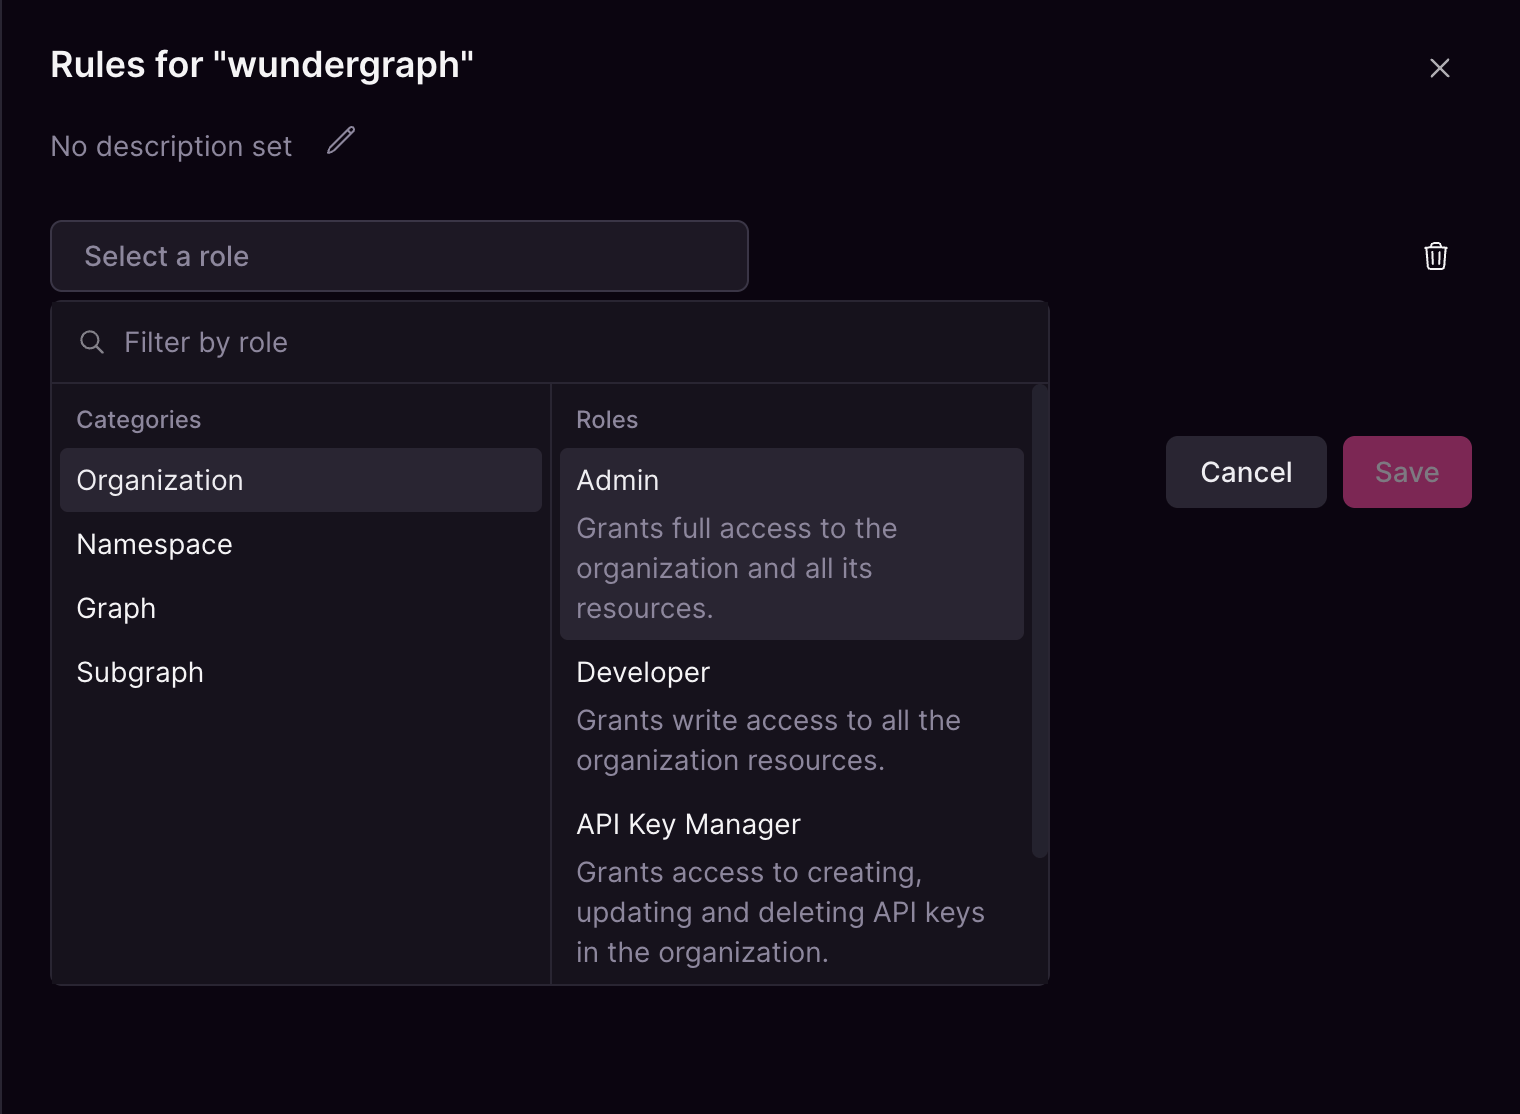 Rules for "wundergraph"
No description set
Select a role
Filter by role
Categories
Organization
Namespace
Graph
Subgraph
Roles
Admin
Grants full access to the
organization and all its
resources.
Developer
Grants write access to all the
organization resources.
API Key Manager
Grants access to creating,
updating and deleting API keys
in the organization.
Cancel
Save